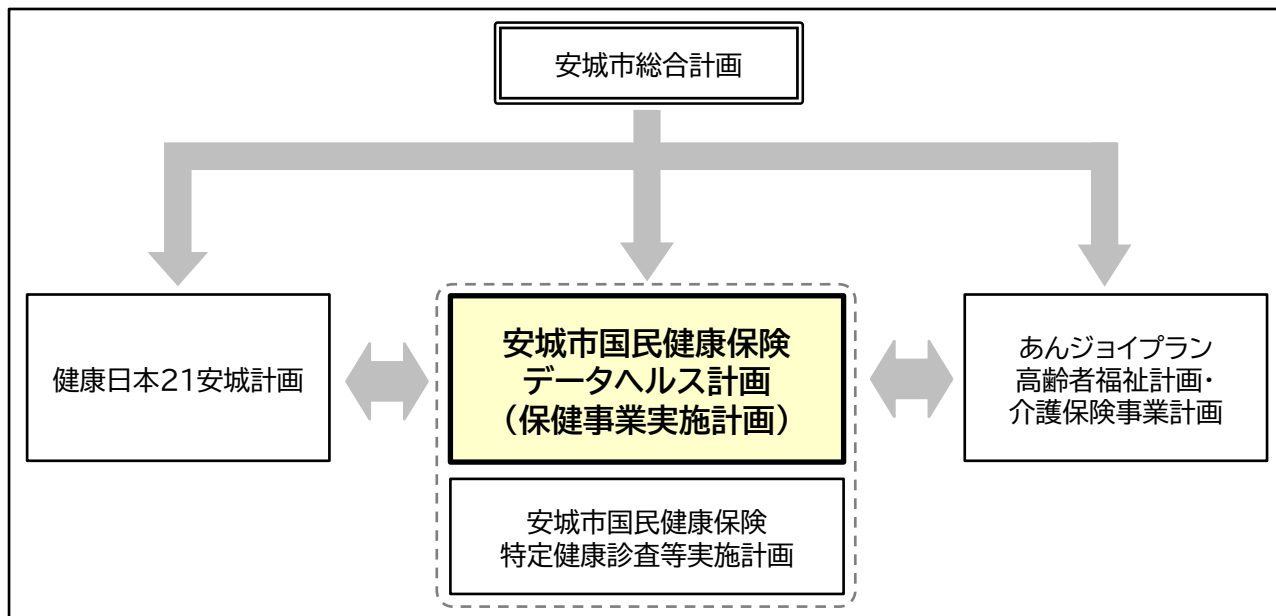 安城市総合計画
健康日本21安城計画
安城市国民健康保険
データヘルス計画
（保健事業実施計画）
あんジョイプラン
高齢者福祉計画・
介護保険事業計画
安城市国民健康保険
特定健康診査等実施計画